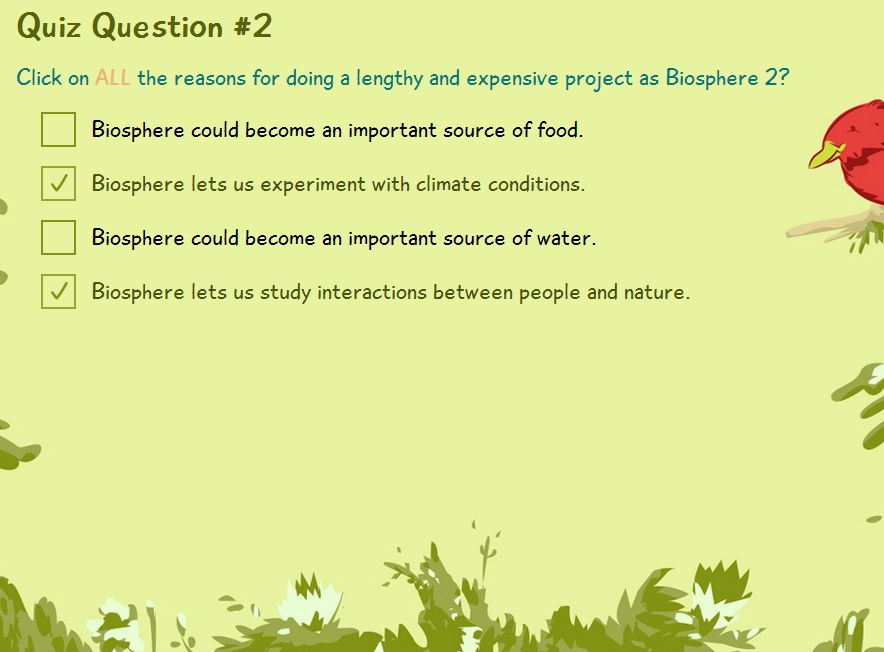 Quiz Question #2
Click on ALL the reasons for doing a lengthy and expensive project as Biosphere 2?
Biosphere could become an important source of food.
Biosphere lets us experiment with climate conditions.
Biosphere could become an important source of water.
Biosphere lets us study interactions between people and nature.